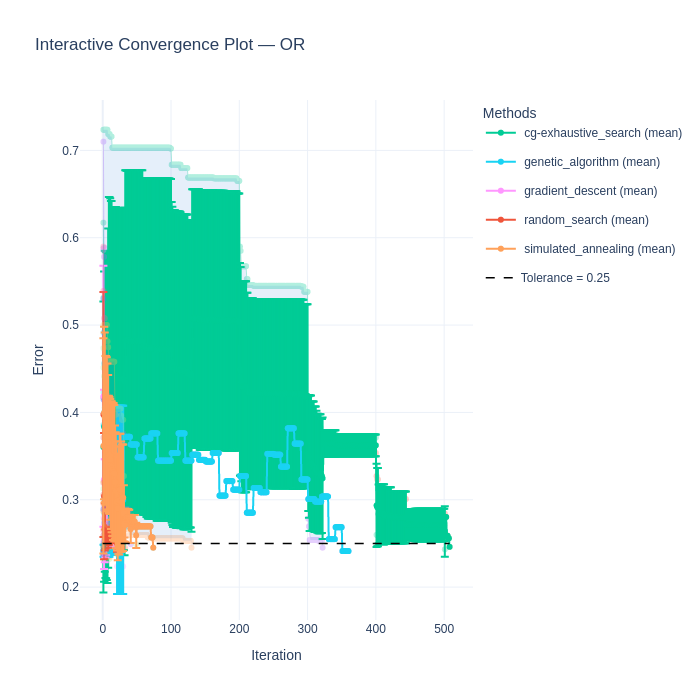 Interactive Convergence Plot — OR
Methods
cg-exhaustive_search (mean)
genetic_algorithm (mean)
gradient_descent (mean)
random_search (mean)
simulated_annealing (mean)
Tolerance = 0.25
Error
0.7
0.6
0.5
0.4
0.3
0.2
0
100
200
300
400
500
Iteration